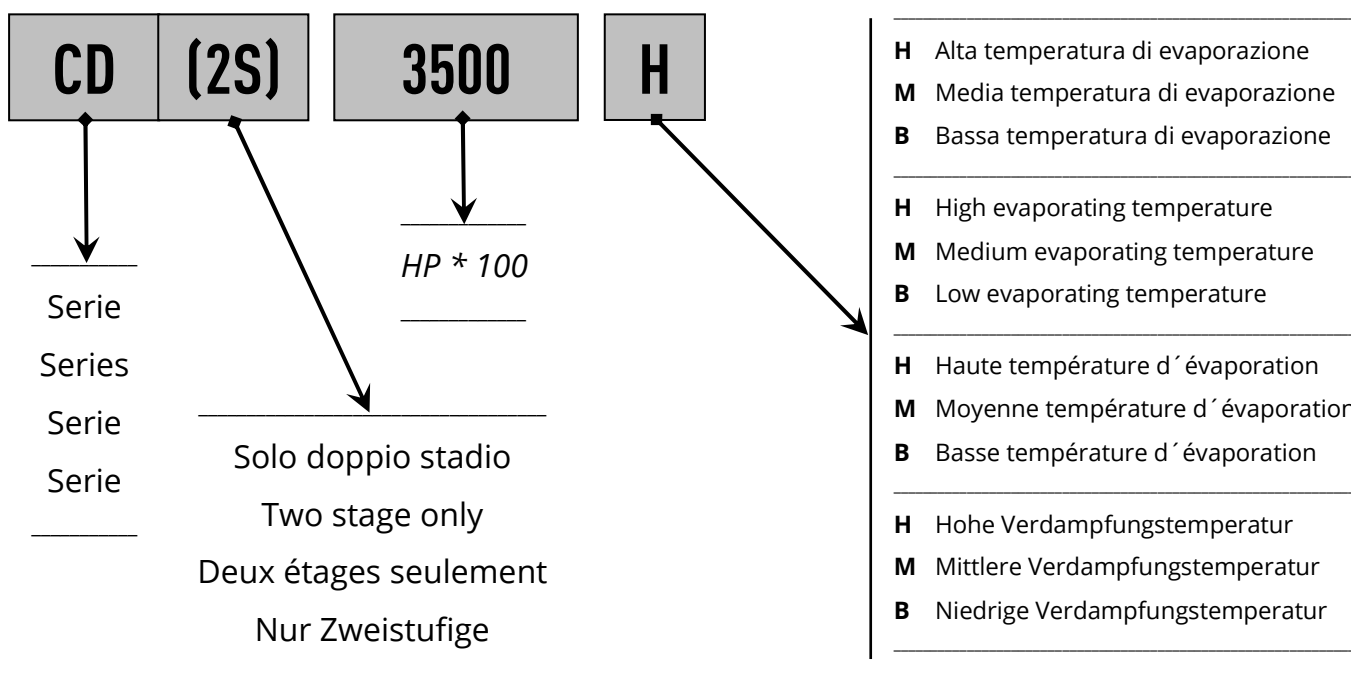 CD (2S) 3500 H
Serie
Series
Serie
Serie
Solo doppio stadio
Two stage only
Deux étages seulement
Nur Zweistufige
HP * 100
H Alta temperatura di evaporazione
M Media temperatura di evaporazione
B Bassa temperatura di evaporazione
H High evaporating temperature
M Medium evaporating temperature
B Low evaporating temperature
H Haute température d´évaporation
M Moyenne température d´évaporation
B Basse température d´évaporation
H Hohe Verdampfungstemperatur
M Mittlere Verdampfungstemperatur
B Niedrige Verdampfungstemperatur